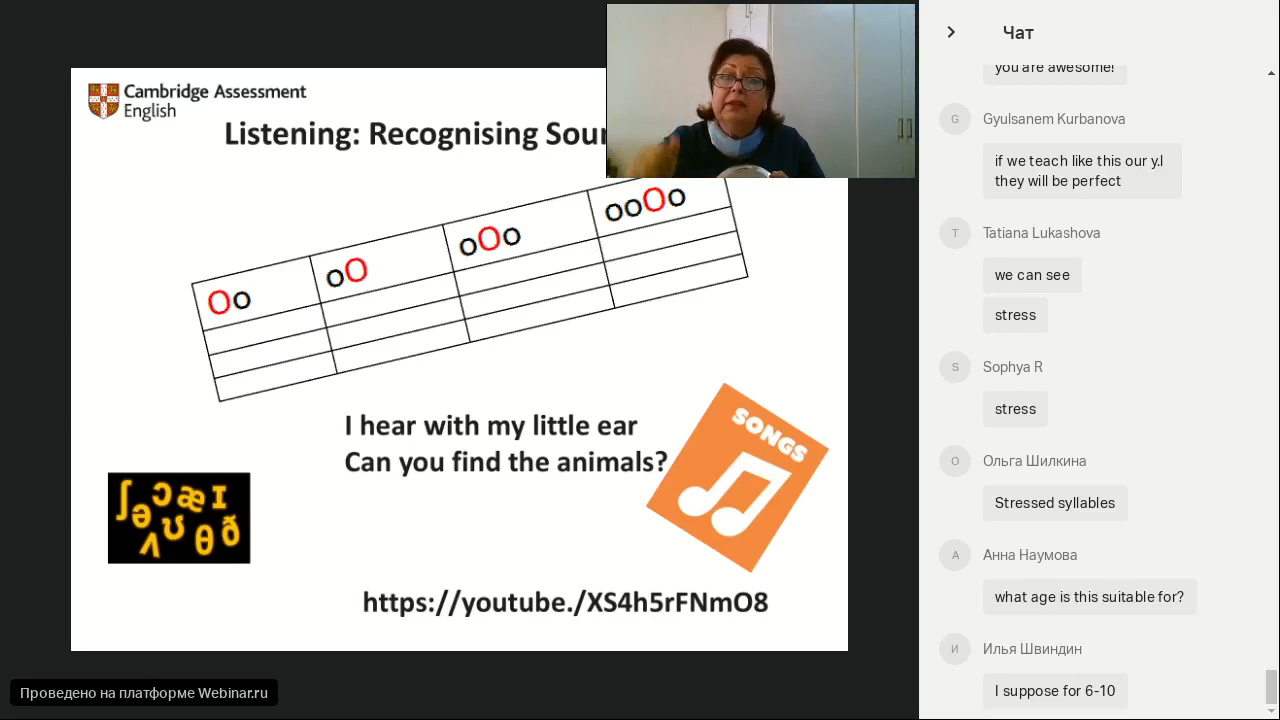 Cambridge Assessment
English
Listening: Recognising
Oo
oO
oOo
ooOo
I hear with my little ear
Can you find the animals?
SONGS
ʃ ə ɔ æ ɪ
ʌ ʊ θ ð
https://youtube./XS4h5rFNmO8
Проведено на платформе Webinar.ru
Чат
you are awesome!
G
Gyulsanem Kurbanova
if we teach like this our y.l
they will be perfect
T
Tatiana Lukashova
we can see
stress
S
Sophya R
stress
О
Ольга Шилкина
Stressed syllables
А
Анна Наумова
what age is this suitable for?
И
Илья Швиндин
I suppose for 6-10